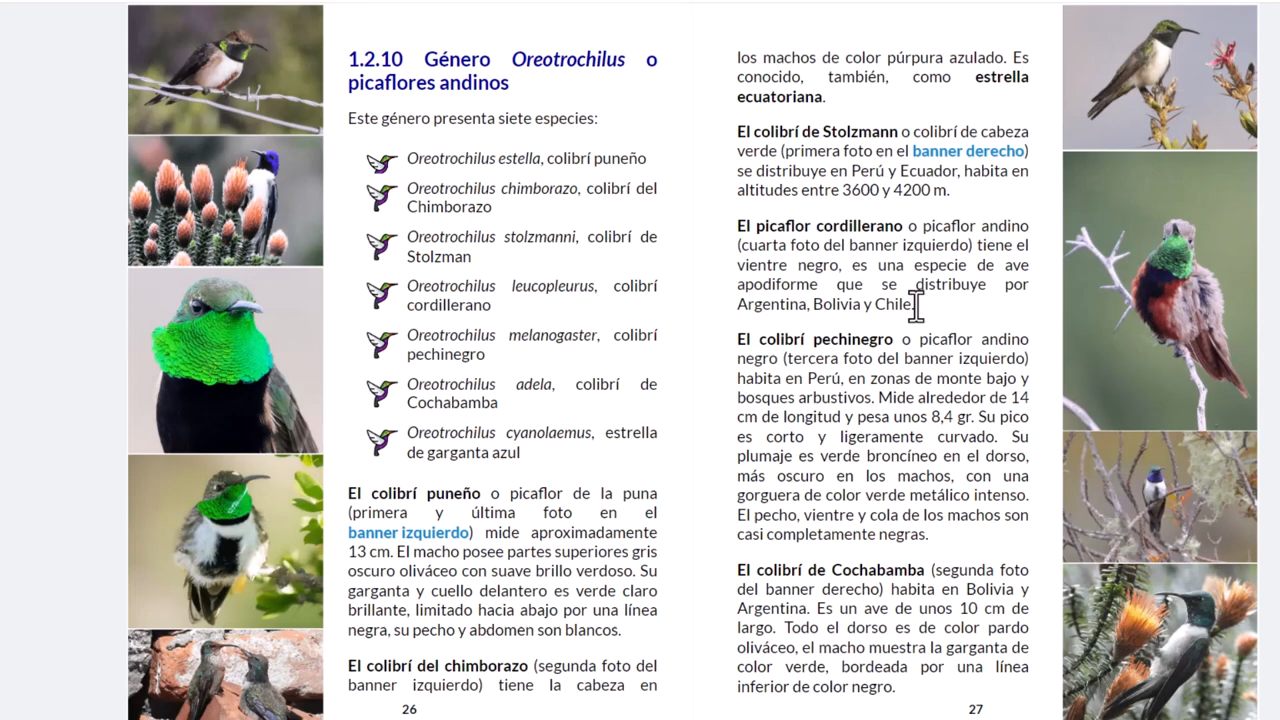 1.2.10 Género Oreotrochilus o
picaflores andinos
Este género presenta siete especies:
Oreotrochilus estella, colibrí puneño
Oreotrochilus chimborazo, colibrí del
Chimborazo
Oreotrochilus stolzmanni, colibrí de
Stolzman
Oreotrochilus leucopleurus, colibrí
cordillerano
Oreotrochilus melanogaster, colibrí
pechinegro
Oreotrochilus adela, colibrí de
Cochabamba
Oreotrochilus cyanolaemus, estrella
de garganta azul
El colibrí puneño o picaflor de la puna
(primera y última foto en el
banner izquierdo) mide aproximadamente
13 cm. El macho posee partes superiores gris
oscuro oliváceo con suave brillo verdoso. Su
garganta y cuello delantero es verde claro
brillante, limitado hacia abajo por una línea
negra, su pecho y abdomen son blancos.
El colibrí del chimborazo (segunda foto del
banner izquierdo) tiene la cabeza en
26
los machos de color púrpura azulado. Es
conocido, también, como estrella
ecuatoriana.
El colibrí de Stolzmann o colibrí de cabeza
verde (primera foto en el banner derecho)
se distribuye en Perú y Ecuador, habita en
altitudes entre 3600 y 4200 m.
El picaflor cordillerano o picaflor andino
(cuarta foto del banner izquierdo) tiene el
vientre negro, es una especie de ave
apodiforme que se distribuye por
Argentina, Bolivia y Chile.
El colibrí pechinegro o picaflor andino
negro (tercera foto del banner izquierdo)
habita en Perú, en zonas de monte bajo y
bosques arbustivos. Mide alrededor de 14
cm de longitud y pesa unos 8,4 gr. Su pico
es corto y ligeramente curvado. Su
plumaje es verde broncíneo en el dorso,
más oscuro en los machos, con una
gorguera de color verde metálico intenso.
El pecho, vientre y cola de los machos son
casi completamente negras.
El colibrí de Cochabamba (segunda foto
del banner derecho) habita en Bolivia y
Argentina. Es un ave de unos 10 cm de
largo. Todo el dorso es de color pardo
oliváceo, el macho muestra la garganta de
color verde, bordeada por una línea
inferior de color negro.
27